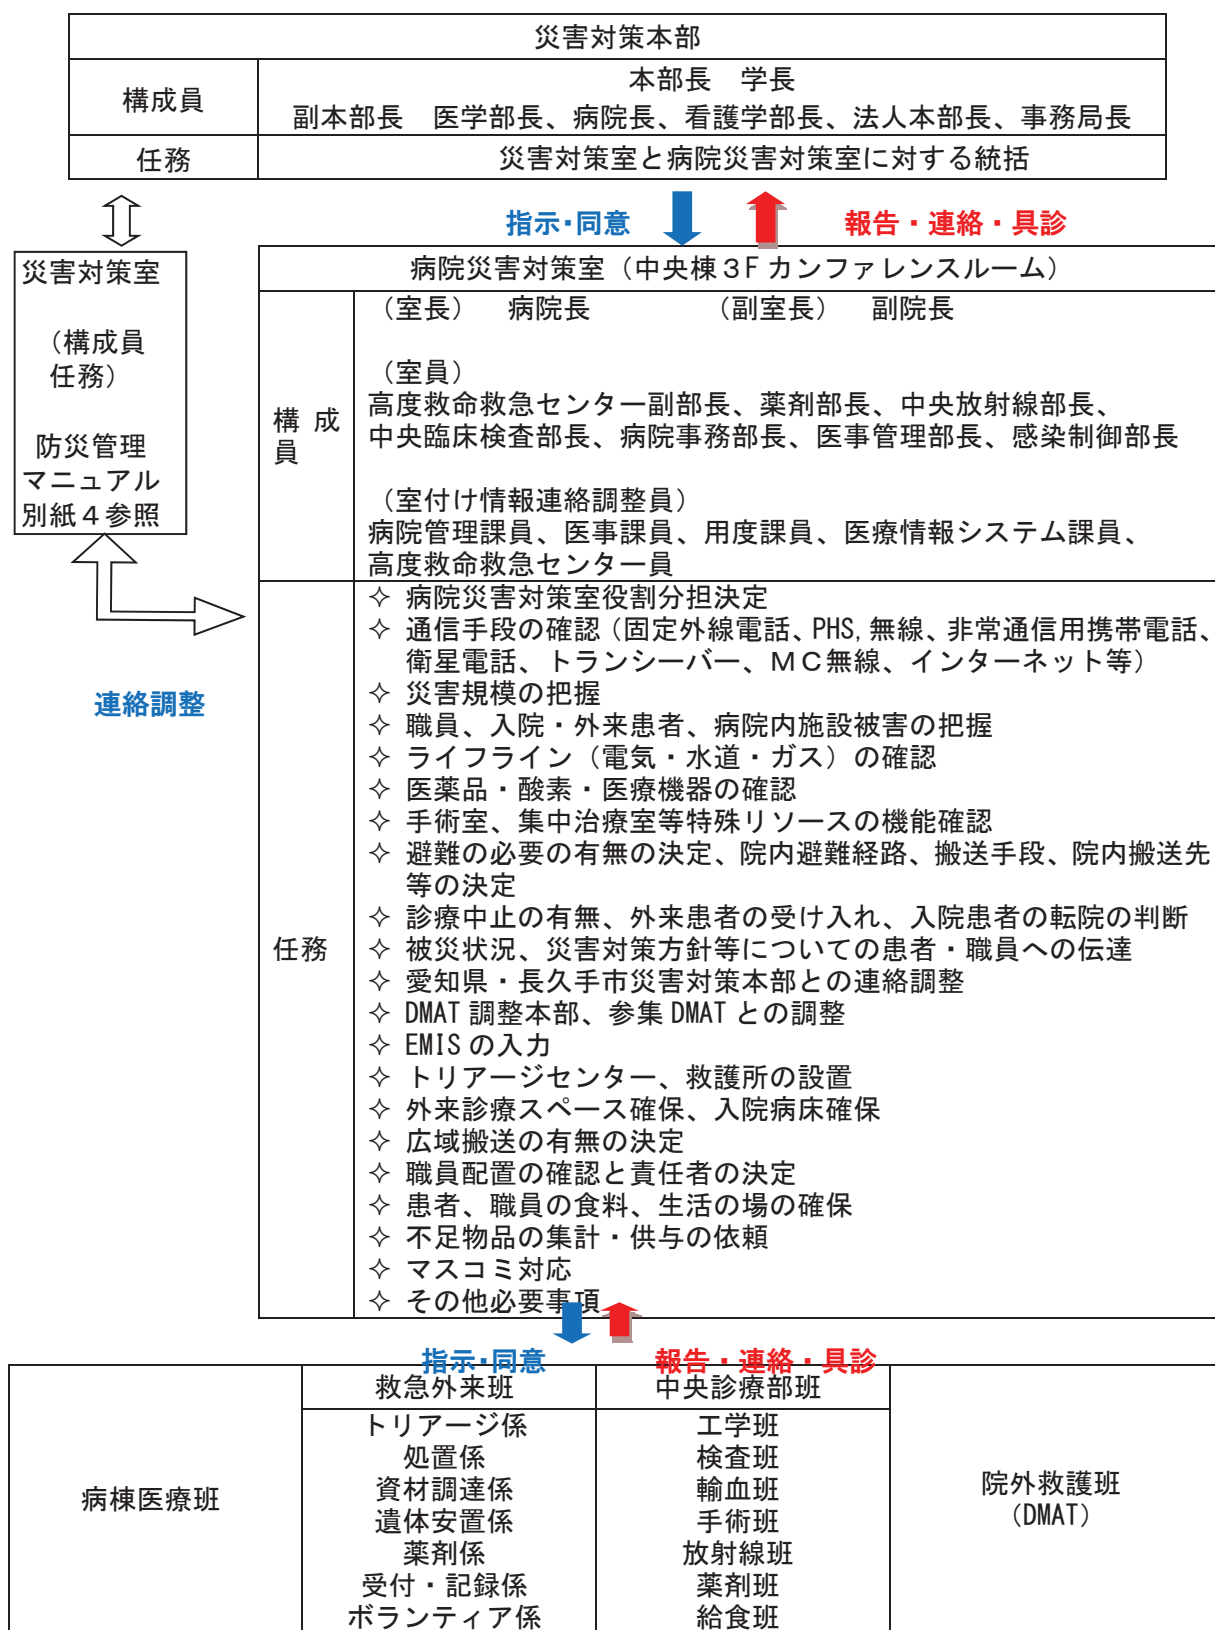 災害対策本部
構成員
本部長　学長
副本部長　医学部長、病院長、看護学部長、法人本部長、事務局長
任務
災害対策室と病院災害対策室に対する統括
指示・同意
報告・連絡・具診
災害対策室
（構成員
任務）
防災管理
マニュアル
別紙４参照
連絡調整
病院災害対策室（中央棟３F カンファレンスルーム）
構 成
員
（室長）　病院長　　　　（副室長）　副院長
（室員）
高度救命救急センター副部長、薬剤部長、中央放射線部長、
中央臨床検査部長、病院事務部長、医事管理部長、感染制御部長
（室付け情報連絡調整員）
病院管理課員、医事課員、用度課員、医療情報システム課員、
高度救命救急センター員
任務
✧ 病院災害対策室役割分担決定
✧ 通信手段の確認（固定外線電話、PHS, 無線、非常通信用携帯電話、
衛星電話、トランシーバー、ＭＣ無線、インターネット等）
✧ 災害規模の把握
✧ 職員、入院・外来患者、病院内施設被害の把握
✧ ライフライン（電気・水道・ガス）の確認
✧ 医薬品・酸素・医療機器の確認
✧ 手術室、集中治療室等特殊リソースの機能確認
✧ 避難の必要の有無の決定、院内避難経路、搬送手段、院内搬送先
等の決定
✧ 診療中止の有無、外来患者の受け入れ、入院患者の転院の判断
✧ 被災状況、災害対策方針等についての患者・職員への伝達
✧ 愛知県・長久手市災害対策本部との連絡調整
✧ DMAT 調整本部、参集 DMAT との調整
✧ EMIS の入力
✧ トリアージセンター、救護所の設置
✧ 外来診療スペース確保、入院病床確保
✧ 広域搬送の有無の決定
✧ 職員配置の確認と責任者の決定
✧ 患者、職員の食料、生活の場の確保
✧ 不足物品の集計・供与の依頼
✧ マスコミ対応
✧ その他必要事項
指示・同意
報告・連絡・具診
病棟医療班
救急外来班
トリアージ係
処置係
資材調達係
遺体安置係
薬剤係
受付・記録係
ボランティア係
中央診療部班
工学班
検査班
輸血班
手術班
放射線班
薬剤班
給食班
院外救護班
（DMAT）